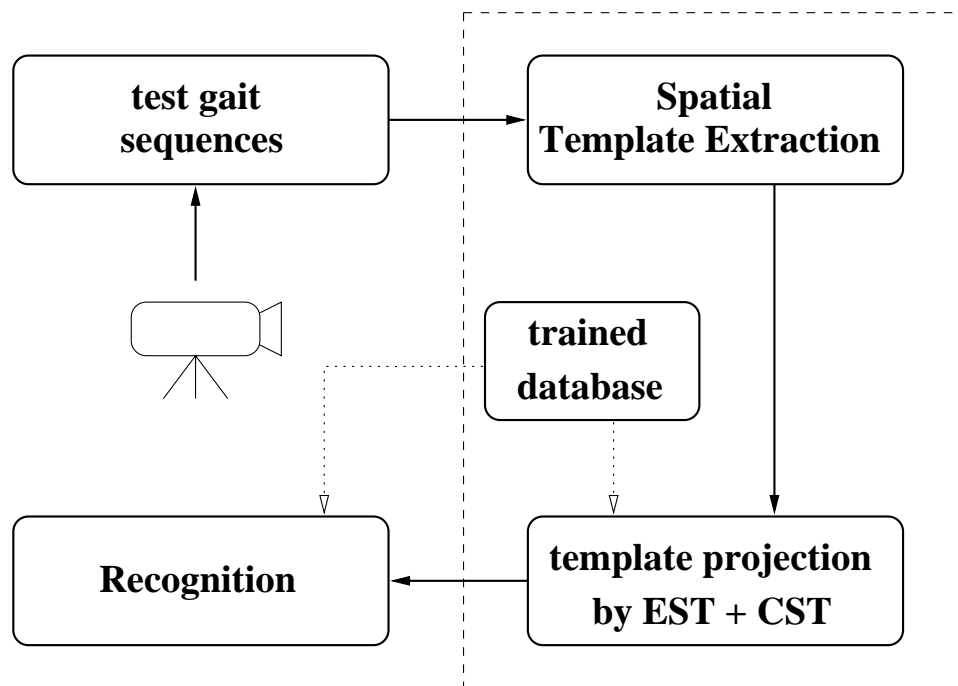 test gait
sequences
Spatial
Template Extraction
trained
database
Recognition
template projection
by EST + CST